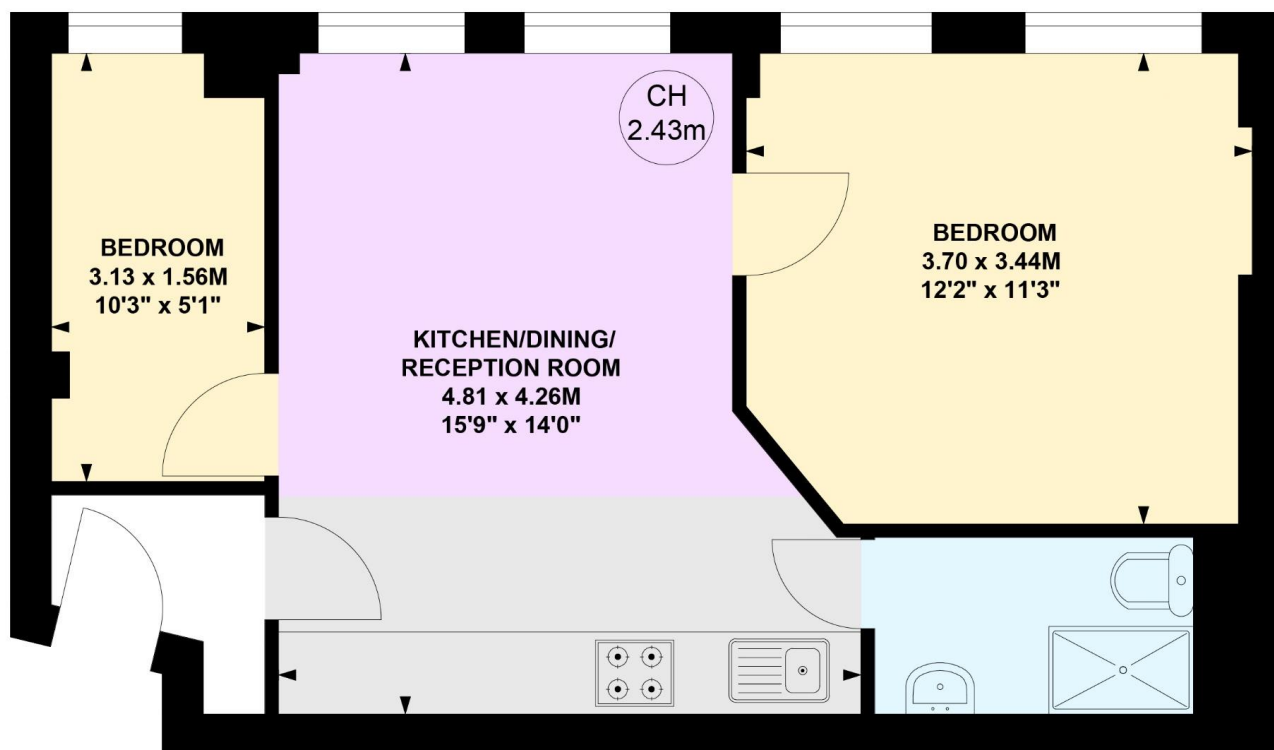 CH
2.43m
BEDROOM
3.13 x 1.56M
10'3" x 5'1"
KITCHEN/DINING/
RECEPTION ROOM
4.81 x 4.26M
15'9" x 14'0"
BEDROOM
3.70 x 3.44M
12'2" x 11'3"